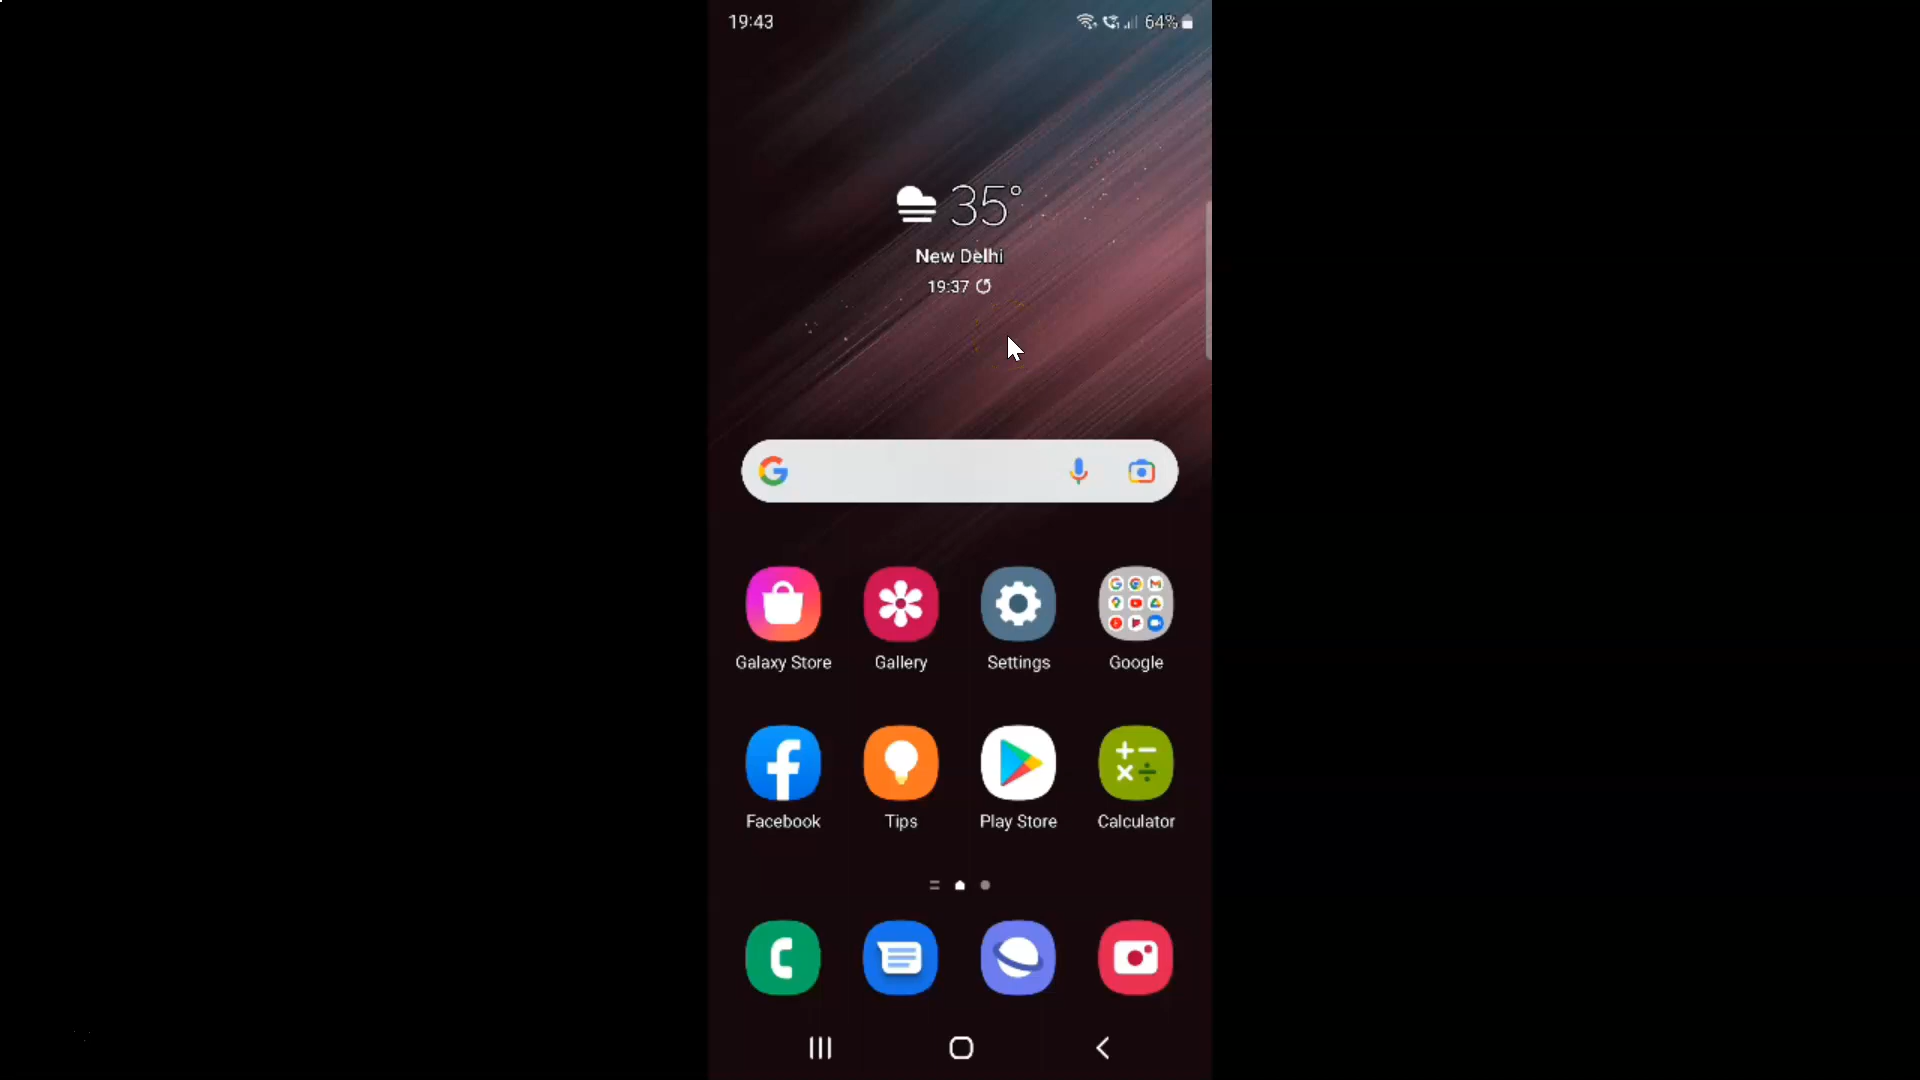 19:43
64%
35°
New Delhi
19:37
Galaxy Store
Gallery
Settings
Google
Facebook
Tips
Play Store
Calculator